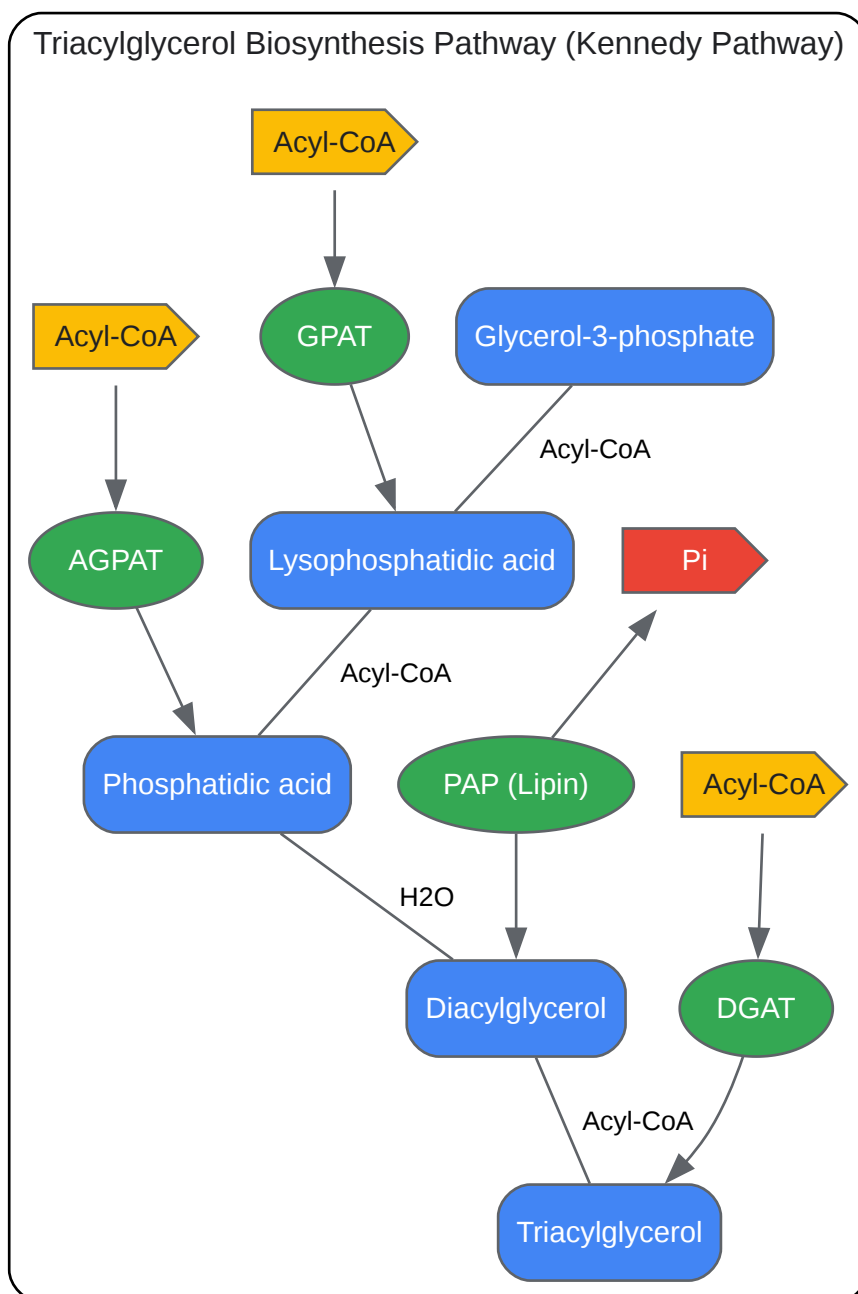 Triacylglycerol Biosynthesis Pathway (Kennedy Pathway)
Acyl-CoA
Acyl-CoA
GPAT
Glycerol-3-phosphate
Acyl-CoA
AGPAT
Lysophosphatidic acid
Pi
Acyl-CoA
Phosphatidic acid
PAP (Lipin)
Acyl-CoA
H2O
Diacylglycerol
DGAT
Acyl-CoA
Triacylglycerol